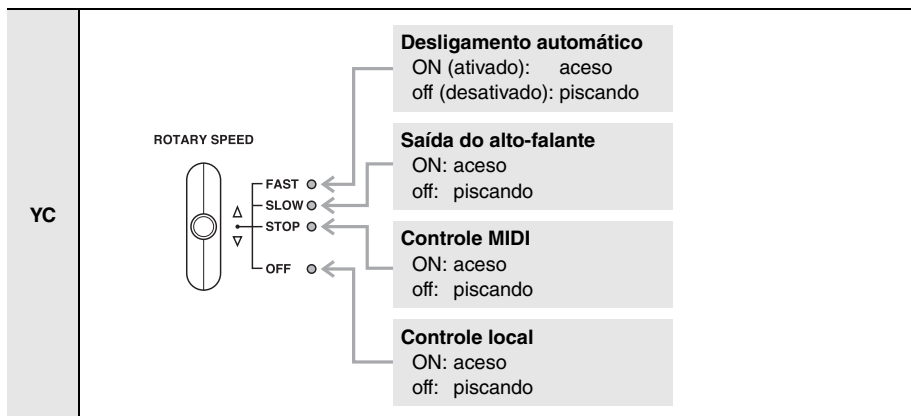 YC
ROTARY SPEED
FAST
SLOW
STOP
OFF
Desligamento automático
ON (ativado): aceso
off (desativado): piscando
Saída do alto-falante
ON: aceso
off: piscando
Controle MIDI
ON: aceso
off: piscando
Controle local
ON: aceso
off: piscando